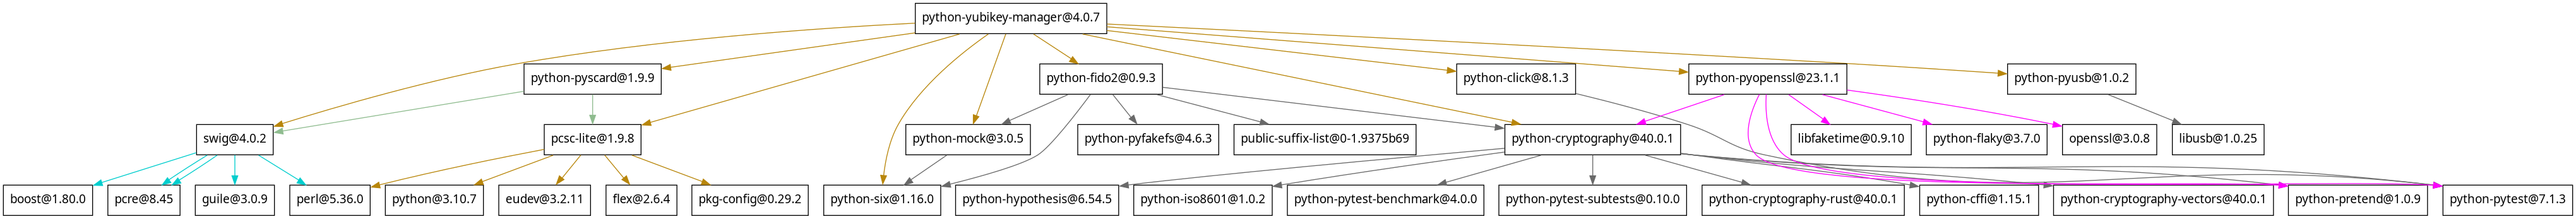 python-yubikey-manager@4.0.7
python-pyscard@1.9.9
python-fido2@0.9.3
python-click@8.1.3
python-pyopenssl@23.1.1
python-pyusb@1.0.2
swig@4.0.2
pcsc-lite@1.9.8
python-mock@3.0.5
python-pyfakefs@4.6.3
public-suffix-list@0-1.9375b69
python-cryptography@40.0.1
libfaketime@0.9.10
python-flaky@3.7.0
openssl@3.0.8
libusb@1.0.25
boost@1.80.0
pcre@8.45
guile@3.0.9
perl@5.36.0
python@3.10.7
eudev@3.2.11
flex@2.6.4
pkg-config@0.29.2
python-six@1.16.0
python-hypothesis@6.54.5
python-iso8601@1.0.2
python-pytest-benchmark@4.0.0
python-pytest-subtests@0.10.0
python-cryptography-rust@40.0.1
python-cffi@1.15.1
python-cryptography-vectors@40.0.1
python-pretend@1.0.9
python-pytest@7.1.3